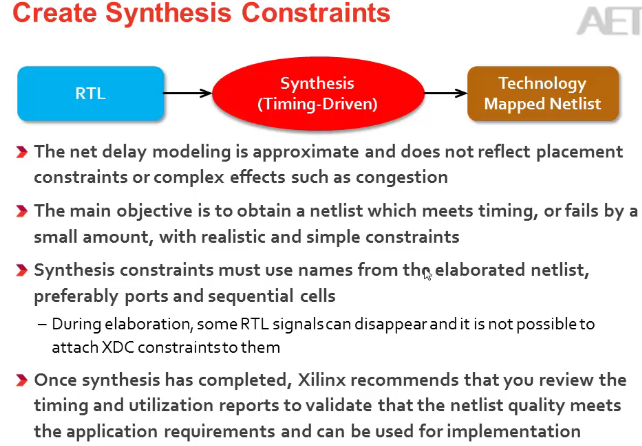 Create Synthesis Constraints
AET
RTL
Synthesis
(Timing-Driven)
Technology
Mapped Netlist
The net delay modeling is approximate and does not reflect placement
constraints or complex effects such as congestion
The main objective is to obtain a netlist which meets timing, or fails by a
small amount, with realistic and simple constraints
Synthesis constraints must use names from the elaborated netlist,
preferably ports and sequential cells
– During elaboration, some RTL signals can disappear and it is not possible to
attach XDC constraints to them
Once synthesis has completed, Xilinx recommends that you review the
timing and utilization reports to validate that the netlist quality meets
the application requirements and can be used for implementation